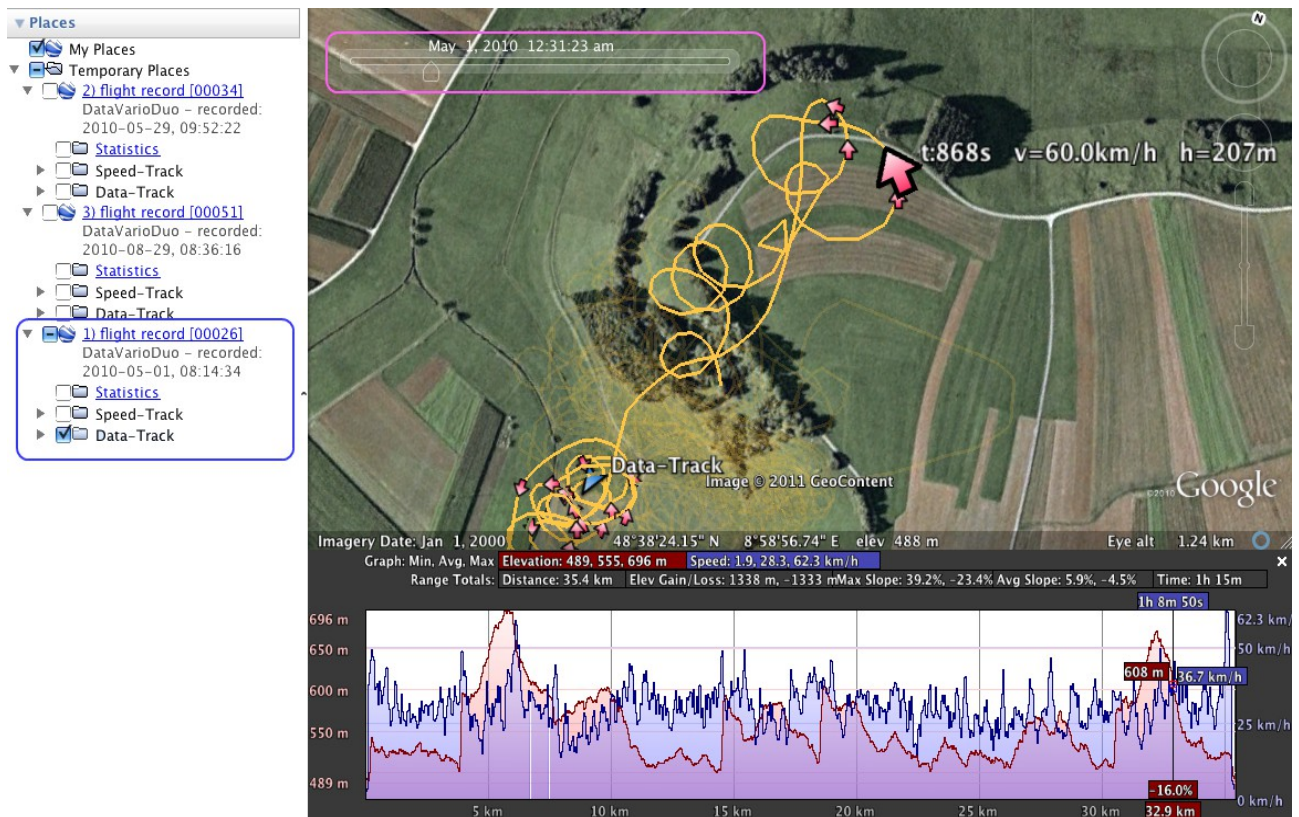 Places
My Places
Temporary Places
2) flight record [00034]
DataVarioDuo – recorded:
2010-05-29, 09:52:22
Statistics
Speed-Track
Data-Track
3) flight record [00051]
DataVarioDuo – recorded:
2010-08-29, 08:36:16
Statistics
Speed-Track
Data-Track
1) flight record [00026]
DataVarioDuo – recorded:
2010-05-01, 08:14:34
Statistics
Speed-Track
Data-Track
May 1, 2010 12:31:23 am
N
t:868s v=60.0km/h h=207m
Data-Track
Image © 2011 GeoContent
©2010 Google
Imagery Date: Jan 1, 2000 48°38'24.15" N 8°58'56.74" E elev 488 m Eye alt 1.24 km
Graph: Min, Avg, Max Elevation: 489, 555, 696 m Speed: 1.9, 28.3, 62.3 km/h
Range Totals: Distance: 35.4 km Elev Gain/Loss: 1338 m, -1333 m Max Slope: 39.2%, -23.4% Avg Slope: 5.9%, -4.5% Time: 1h 15m
1h 8m 50s
696 m 62.3 km/
650 m 50 km/h
608 m 36.7 km/h
600 m
550 m 25 km/h
489 m
-16.0% 0 km/h
5 km 10 km 15 km 20 km 25 km 30 km 32.9 km